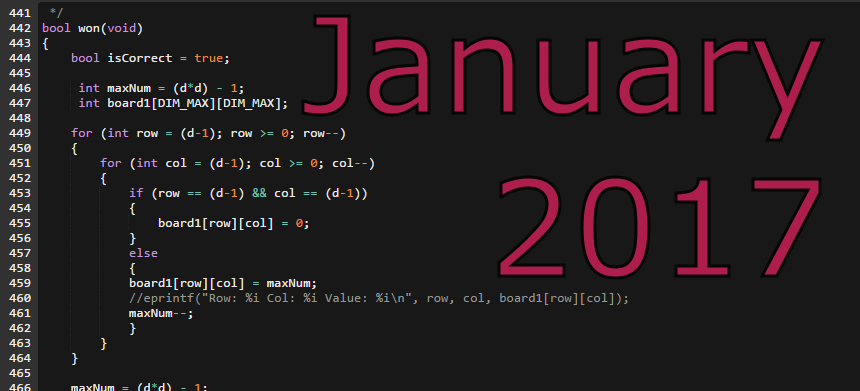 441 */
442 bool won(void)
443 {
444 bool isCorrect = true;
445
446 int maxNum = (d*d) - 1;
447 int board1[DIM_MAX][DIM_MAX];
448
449 for (int row = (d-1); row >= 0; row--)
450 {
451 for (int col = (d-1); col >= 0; col--)
452 {
453 if (row == (d-1) && col == (d-1))
454 {
455 board1[row][col] = 0;
456 }
457 else
458 {
459 board1[row][col] = maxNum;
460 //eprintf("Row: %i Col: %i Value: %i\n", row, col, board1[row][col]);
461 maxNum--;
462 }
463 }
464 }
465
466 maxNum = (d*d) - 1;
January
2017